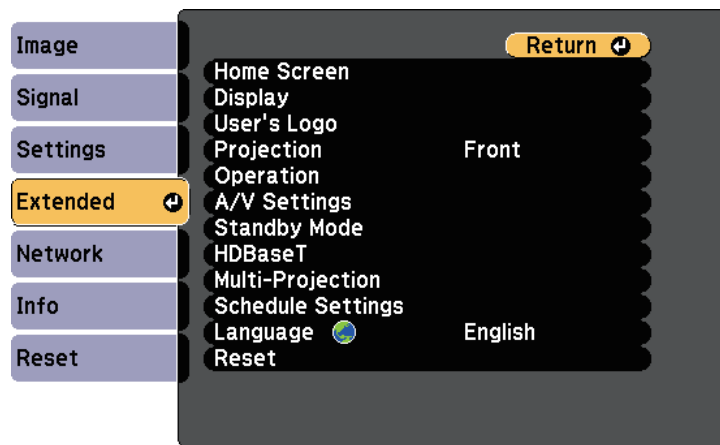 Image
Signal
Settings
Extended
Network
Info
Reset
Return
Home Screen
Display
User's Logo
Projection Front
Operation
A/V Settings
Standby Mode
HDBaseT
Multi-Projection
Schedule Settings
Language English
Reset